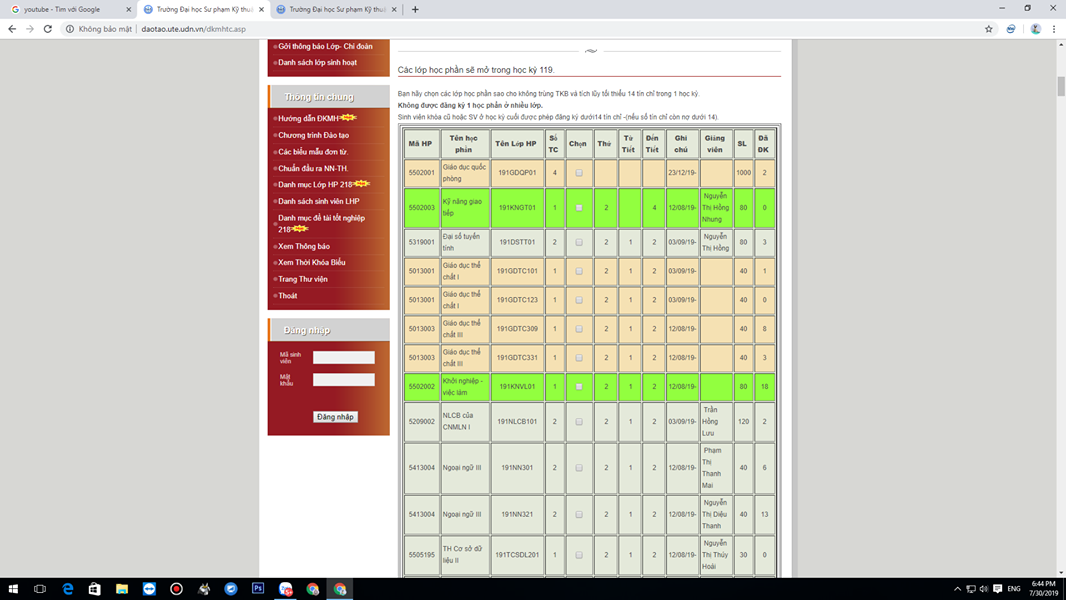 youtube - Tìm với Google
Trường Đại học Sư phạm Kỹ thuậ
Trường Đại học Sư phạm Kỹ thuậ
Không bảo mật
daotao.ute.udn.vn/dkmhtc.asp
Gởi thông báo Lớp- Chi đoàn
Danh sách lớp sinh hoạt
Thông tin chung
Hướng dẫn ĐKMH
Chương trình Đào tạo
Các biểu mẫu đơn từ.
Chuẩn đầu ra NN-TH.
Danh mục Lớp HP 218
Danh sách sinh viên LHP
Danh mục đề tài tốt nghiệp
218
Xem Thông báo
Xem Thời Khóa Biểu
Trang Thư viện
Thoát
Đăng nhập
Mã sinh
viên
Mật
khẩu
Đăng nhập
Các lớp học phần sẽ mở trong học kỳ 119.
Bạn hãy chọn các lớp học phần sao cho không trùng TKB và tích lũy tối thiểu 14 tín chỉ trong 1 học kỳ.
Không được đăng ký 1 học phần ở nhiều lớp.
Sinh viên khóa cũ hoặc SV ở học kỳ cuối được phép đăng ký dưới14 tín chỉ -(nếu số tín chỉ còn nợ dưới 14).
Mã HP Tên học phần Tên Lớp HP Số TC Chọn Thứ Từ Tiết Đến Tiết Ghi chú Giảng viên SL Đã ĐK
5502001 Giáo dục quốc phòng 191GDQP01 4 23/12/19- 1000 2
5502003 Kỹ năng giao tiếp 191KNGT01 1 2 4 12/08/19- Nguyễn Thị Hồng Nhung 80 0
5319001 Đại số tuyến tính 191DSTT01 2 2 1 2 03/09/19- Nguyễn Thị Hồng 80 3
5013001 Giáo dục thể chất I 191GDTC101 1 2 1 2 03/09/19- 40 1
5013001 Giáo dục thể chất I 191GDTC123 1 2 1 2 03/09/19- 40 0
5013003 Giáo dục thể chất III 191GDTC309 1 2 1 2 12/08/19- 40 8
5013003 Giáo dục thể chất III 191GDTC331 1 2 1 2 12/08/19- 40 3
5502002 Khởi nghiệp - việc làm 191KNVL01 1 2 1 2 12/08/19- 80 18
5209002 NLCB của CNMLN I 191NLCB101 2 2 1 2 03/09/19- Trần Hồng Lưu 120 2
5413004 Ngoại ngữ III 191NN301 2 2 1 2 12/08/19- Phạm Thị Thanh Mai 40 6
5413004 Ngoại ngữ III 191NN321 2 2 1 2 12/08/19- Nguyễn Thị Diệu Thanh 40 13
5505195 TH Cơ sở dữ liệu II 191TCSDL201 1 2 1 2 12/08/19- Nguyễn Thị Thúy Hoài 30 0
ENG
6:44 PM
7/30/2019